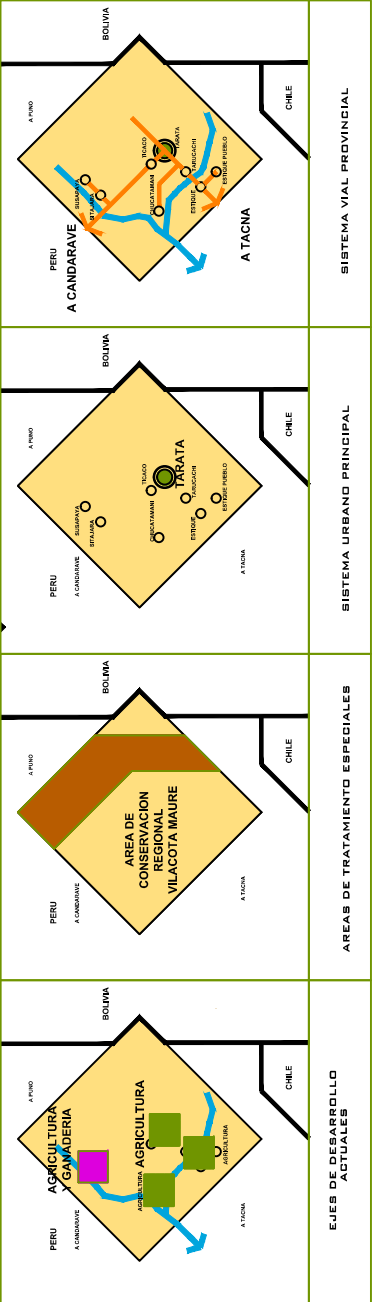 BOLIVIA
A PUNO
CHILE
TICACO
TARATA
TARUCACHI
SUSAPAYA
SITAJARA
CHUCATAMANI
ESTIQUE
ESTIQUE PUEBLO
PERU
A CANDARAVE
A TACNA
SISTEMA VIAL PROVINCIAL
BOLIVIA
A PUNO
CHILE
TICACO
TARATA
TARUCACHI
SUSAPAYA
SITAJARA
CHUCATAMANI
ESTIQUE
ESTIQUE PUEBLO
PERU
A CANDARAVE
A TACNA
SISTEMA URBANO PRINCIPAL
BOLIVIA
A PUNO
CHILE
AREA DE
CONSERVACION
REGIONAL
VILACOTA MAURE
PERU
A CANDARAVE
A TACNA
AREAS DE TRATAMIENTO ESPECIALES
BOLIVIA
A PUNO
CHILE
AGRICULTURA
Y GANADERIA
AGRICULTURA
AGRICULTURA
AGRICULTURA
PERU
A CANDARAVE
A TACNA
EJES DE DESARROLLO
ACTUALES